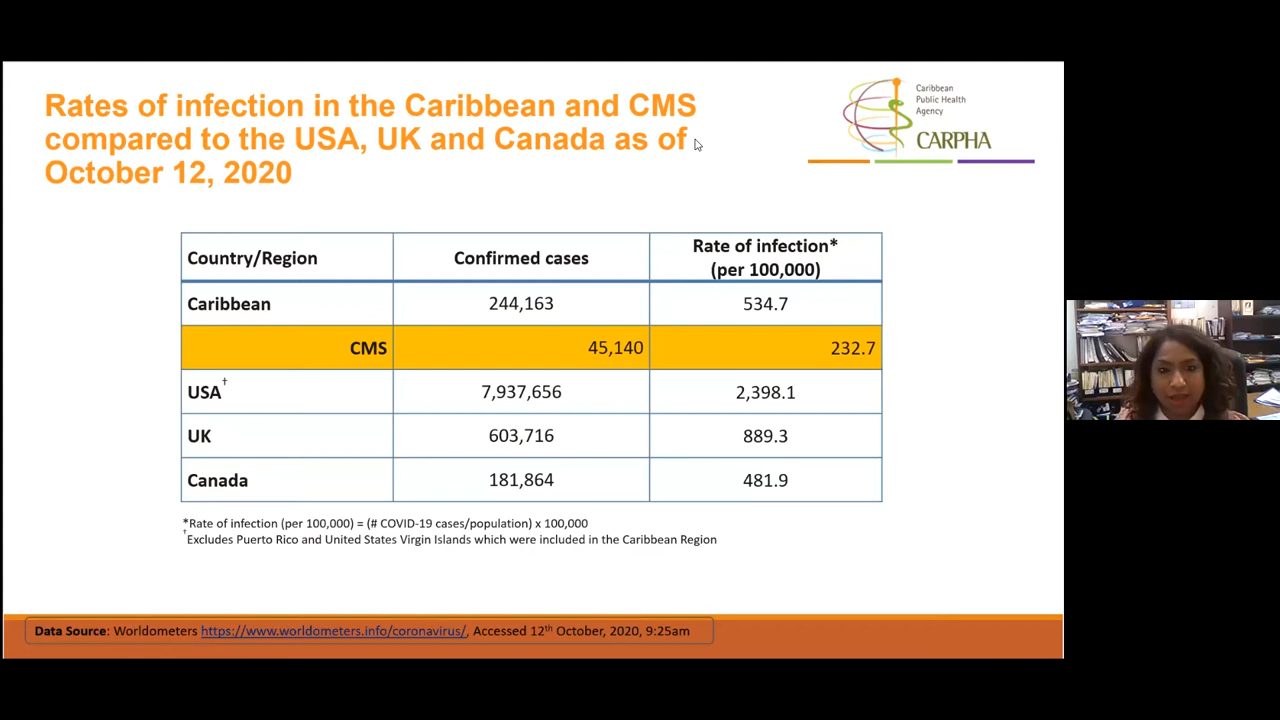 Rates of infection in the Caribbean and CMS
compared to the USA, UK and Canada as of
October 12, 2020
Caribbean
Public Health
Agency
CARPHA
Country/Region Confirmed cases Rate of infection*
(per 100,000)
Caribbean 244,163 534.7
CMS 45,140 232.7
USA† 7,937,656 2,398.1
UK 603,716 889.3
Canada 181,864 481.9
*Rate of infection (per 100,000) = (# COVID-19 cases/population) x 100,000
†Excludes Puerto Rico and United States Virgin Islands which were included in the Caribbean Region
Data Source: Worldometers https://www.worldometers.info/coronavirus/, Accessed 12th October, 2020, 9:25am